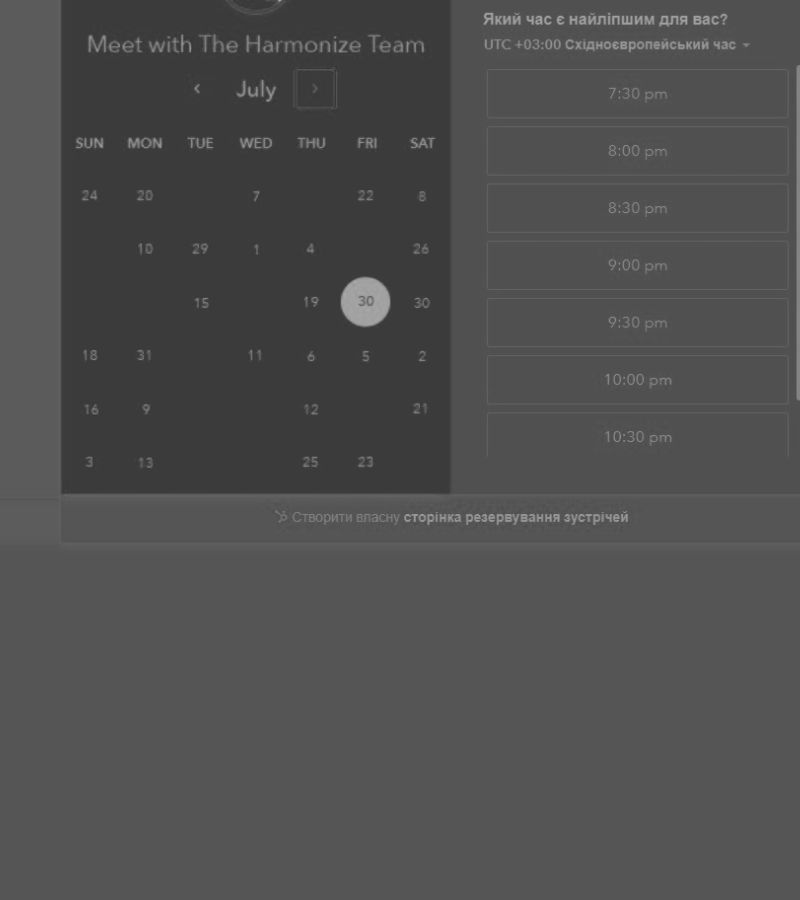 Meet with The Harmonize Team
July
SUN MON TUE WED THU FRI SAT
24 20 7 22 8
10 29 1 4 26
15 19 30 30
18 31 11 6 5 2
16 9 12 21
3 13 25 23
Який час є найліпшим для вас?
UTC +03:00 Східноєвропейський час
7:30 pm
8:00 pm
8:30 pm
9:00 pm
9:30 pm
10:00 pm
10:30 pm
Створити власну сторінка резервування зустрічей